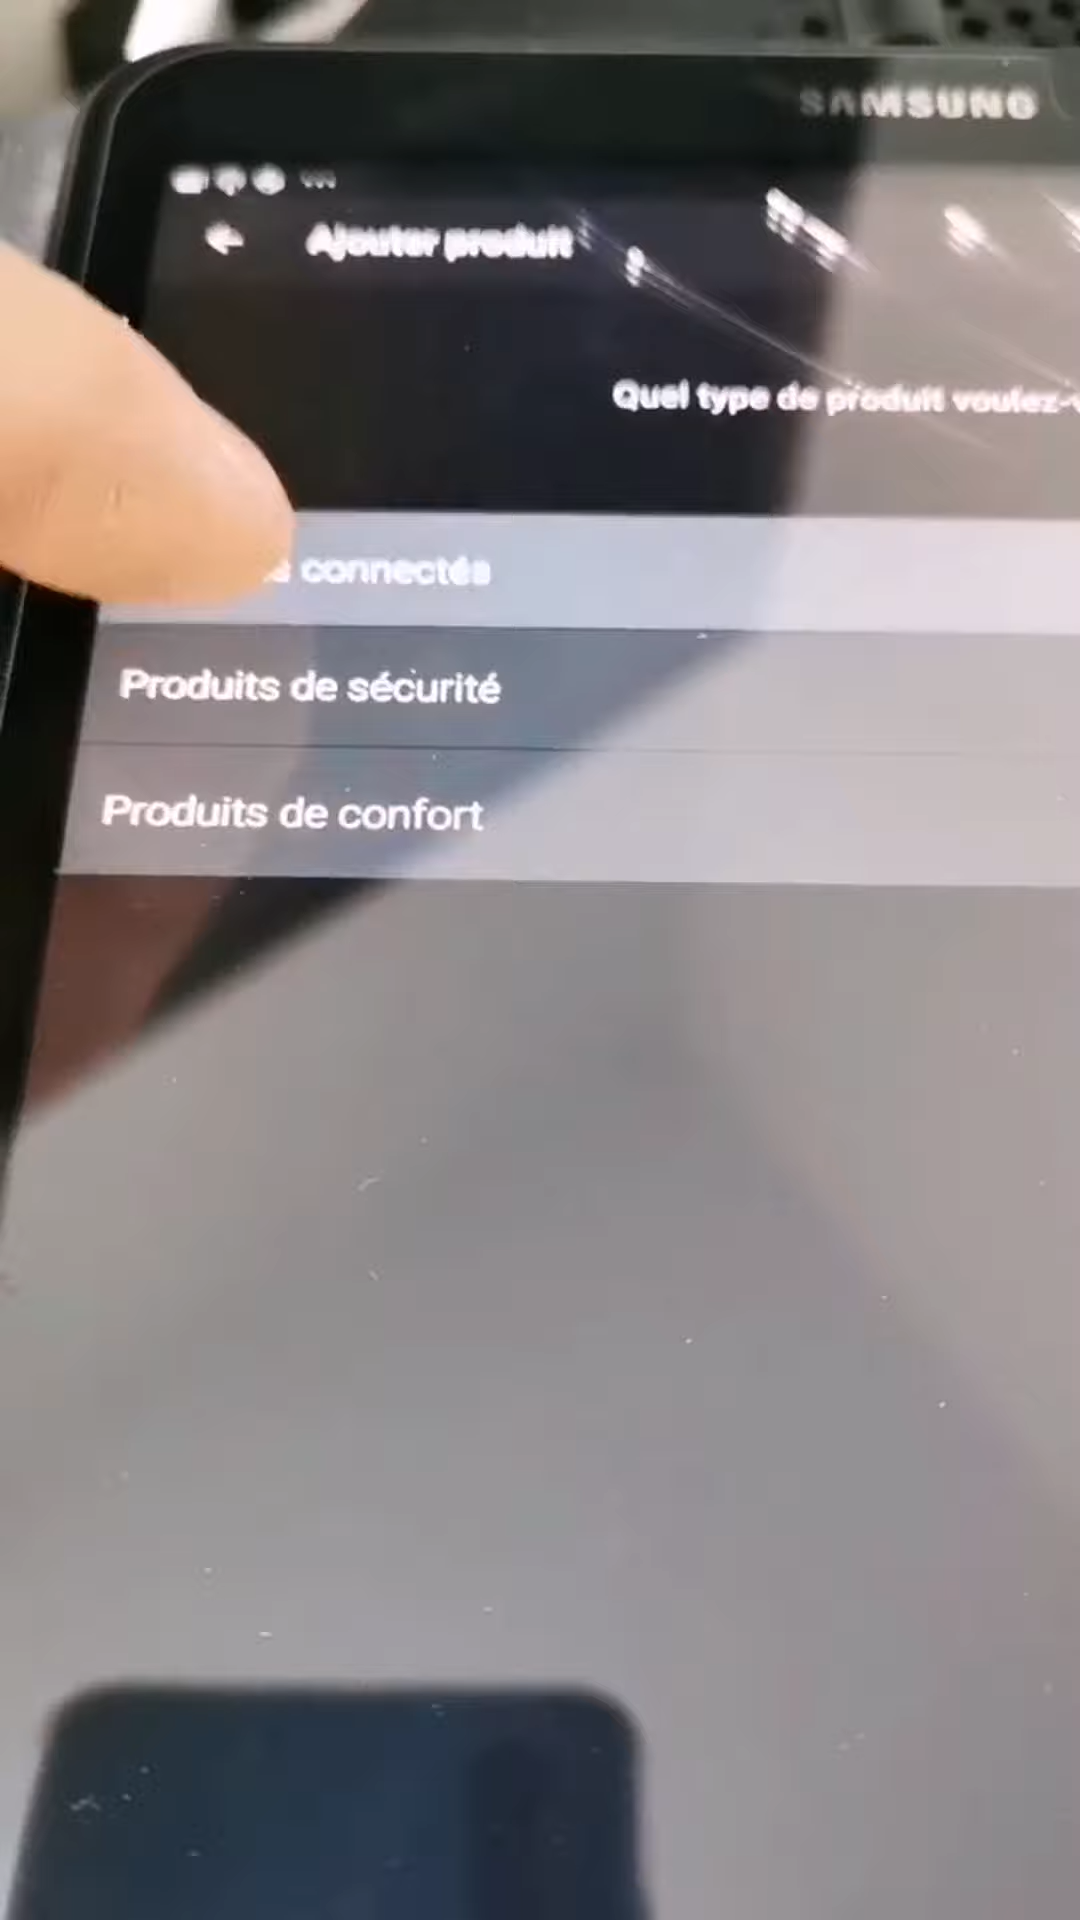 SAMSUNG
Ajouter produit
Quel type de produit voulez-
connectés
Produits de sécurité
Produits de confort